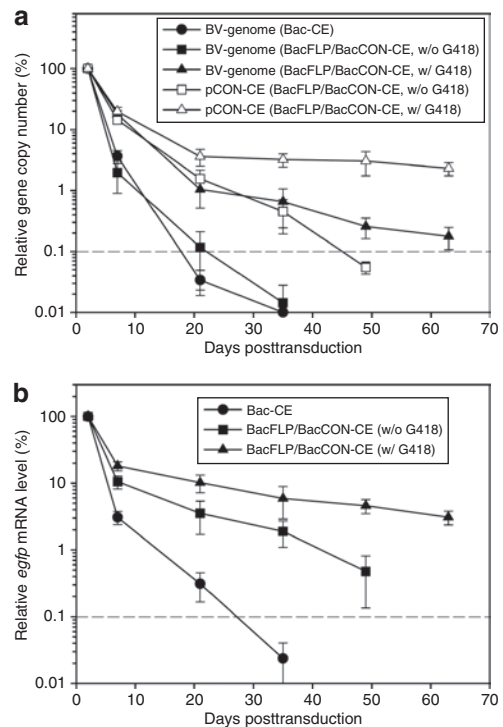 a
BV-genome (Bac-CE)
BV-genome (BacFLP/BacCON-CE, w/o G418)
BV-genome (BacFLP/BacCON-CE, w/ G418)
pCON-CE (BacFLP/BacCON-CE, w/o G418)
pCON-CE (BacFLP/BacCON-CE, w/ G418)
Relative gene copy number (%)
100
10
1
0.1
0.01
0 10 20 30 40 50 60 70
Days posttransduction
b
Bac-CE
BacFLP/BacCON-CE (w/o G418)
BacFLP/BacCON-CE (w/ G418)
Relative egfp mRNA level (%)
100
10
1
0.1
0.01
0 10 20 30 40 50 60 70
Days posttransduction